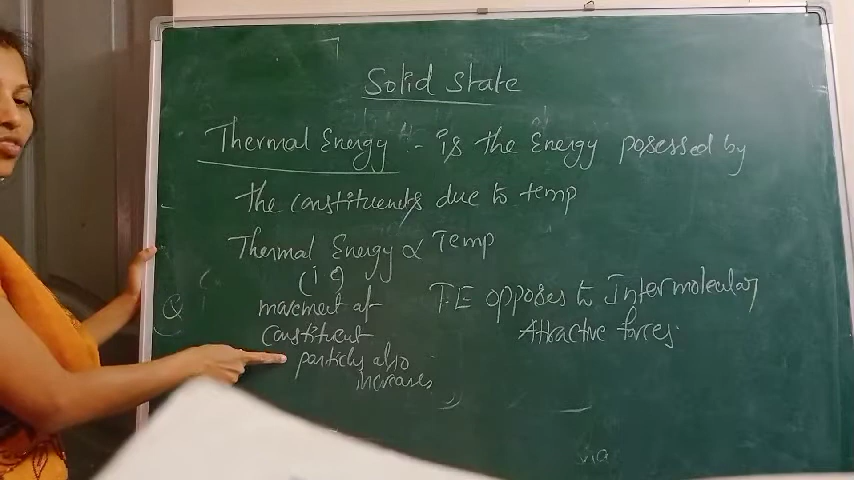 Solid state
Thermal Energy - is the Energy posessed by
the constituents due to temp
Thermal Energy ∝ Temp
(i e)
movement of
constituent
particles also
increases
T.E opposes to Intermolecular
Attractive forces.